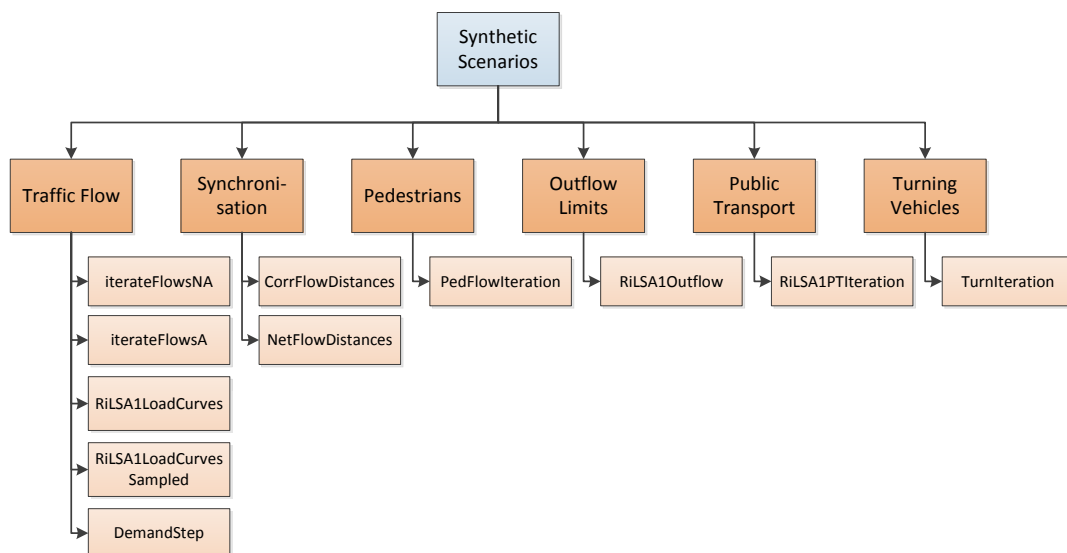 Synthetic
Scenarios
Traffic Flow
Synchroni-
sation
Pedestrians
Outflow
Limits
Public
Transport
Turning
Vehicles
iterateFlowsNA
CorrFlowDistances
PedFlowIteration
RiLSA1Outflow
RiLSA1PTIteration
TurnIteration
iterateFlowsA
NetFlowDistances
RiLSA1LoadCurves
RiLSA1LoadCurves
Sampled
DemandStep